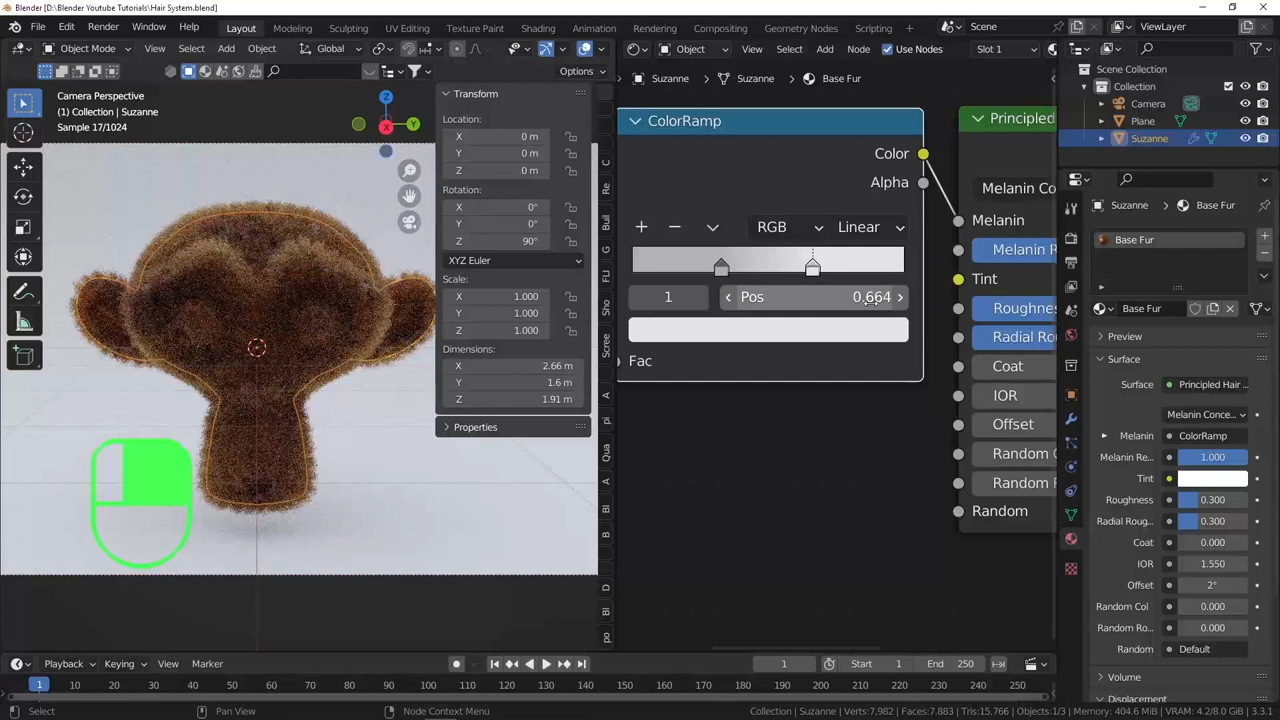 Blender [D:\Blender Youtube Tutorials\Hair System.blend]
File Edit Render Window Help Layout Modeling Sculpting UV Editing Texture Paint Shading Animation Rendering Compositing Geometry Nodes Scripting Scene ViewLayer
Object Mode View Select Add Object Global Object View Select Add Node Use Nodes Slot 1
Options
Camera Perspective
(1) Collection | Suzanne
Sample 17/1024
Transform
Location:
X 0 m
Y 0 m
Z 0 m
Rotation:
X 0°
Y 0°
Z 90°
XYZ Euler
Scale:
X 1.000
Y 1.000
Z 1.000
Dimensions:
X 2.66 m
Y 1.6 m
Z 1.91 m
Properties
C
Re
Buil
G
FU
Sho
Scree
A
pi
Qua
A
Bl
B
D
Bl
po
Suzanne Suzanne Base Fur
ColorRamp
Color
Alpha
RGB Linear
1 Pos 0.664
Fac
Principled
Melanin Co
Melanin
Melanin R
Tint
Roughnes
Radial Ro
Coat
IOR
Offset
Random C
Random R
Random
Scene Collection
Collection
Camera
Plane
Suzanne
Suzanne Base Fur
Base Fur
Base Fur
Preview
Surface
Surface Principled Hair ...
Melanin Conce...
Melanin ColorRamp
Melanin Re... 1.000
Tint
Roughness 0.300
Radial Roug... 0.300
Coat 0.000
IOR 1.550
Offset 2°
Random Col 0.000
Random Ro... 0.000
Random Default
Volume
Displacement
Playback Keying View Marker 1 Start 1 End 250
1 10 20 30 40 50 60 70 80 90 100 110 120 130 140 150 160 170 180 190 200 210 220 230 240 250
Select Pan View Node Context Menu Collection | Suzanne | Verts:7,982 | Faces:7,883 | Tris:15,766 | Objects:1/3 | Memory: 404.6 MiB | VRAM: 4.2/8.0 GiB | 3.3.1